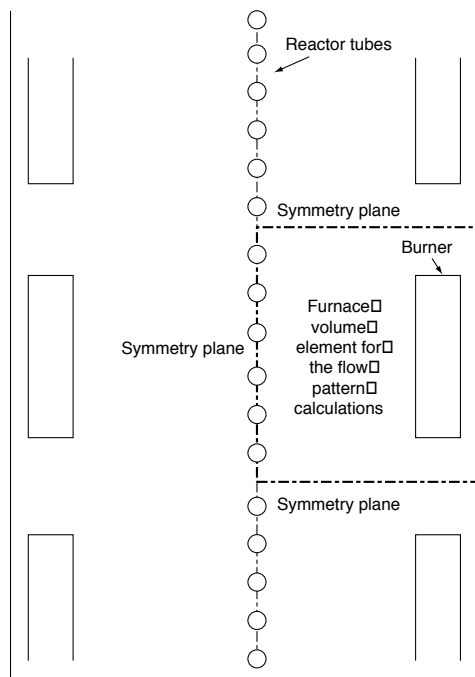 Reactor tubes
Symmetry plane
Burner
Furnace□
volume□
element for□
the flow□
pattern□
calculations
Symmetry plane
Symmetry plane